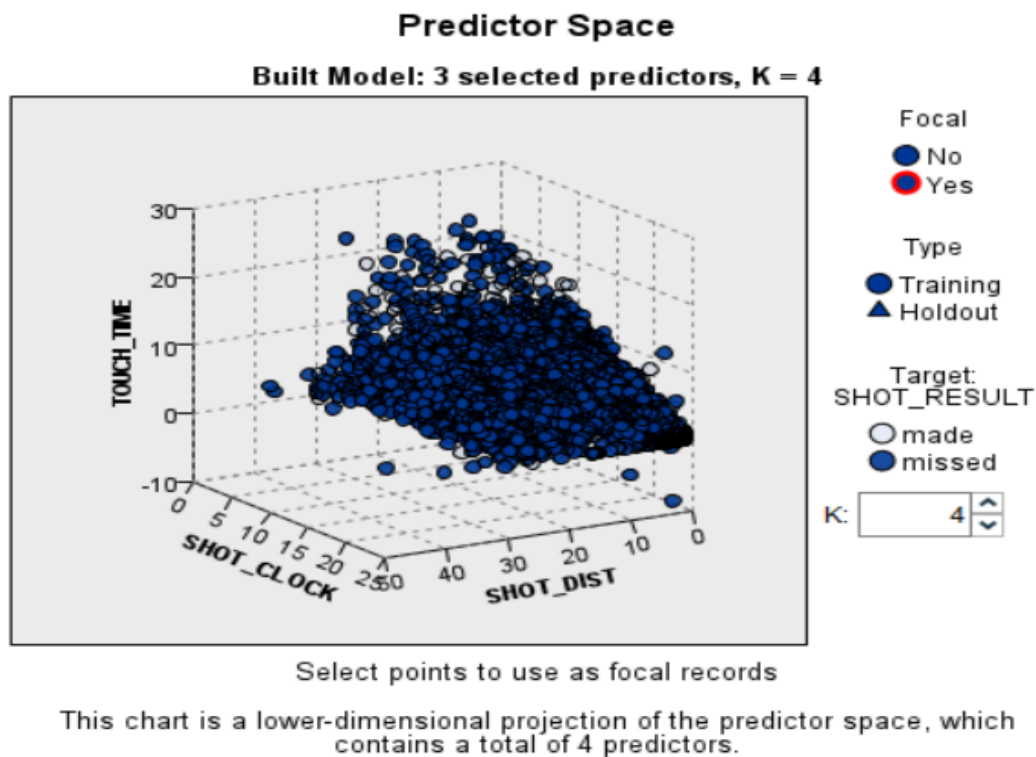 Predictor Space
Built Model: 3 selected predictors, K = 4
Focal
No
Yes
Type
Training
Holdout
Target:
SHOT_RESULT
made
missed
K: 4
TOUCH_TIME
30
20
10
0
-10
0
5
10
15
20
25
SHOT_CLOCK
50
40
30
20
10
0
SHOT_DIST
Select points to use as focal records
This chart is a lower-dimensional projection of the predictor space, which
contains a total of 4 predictors.